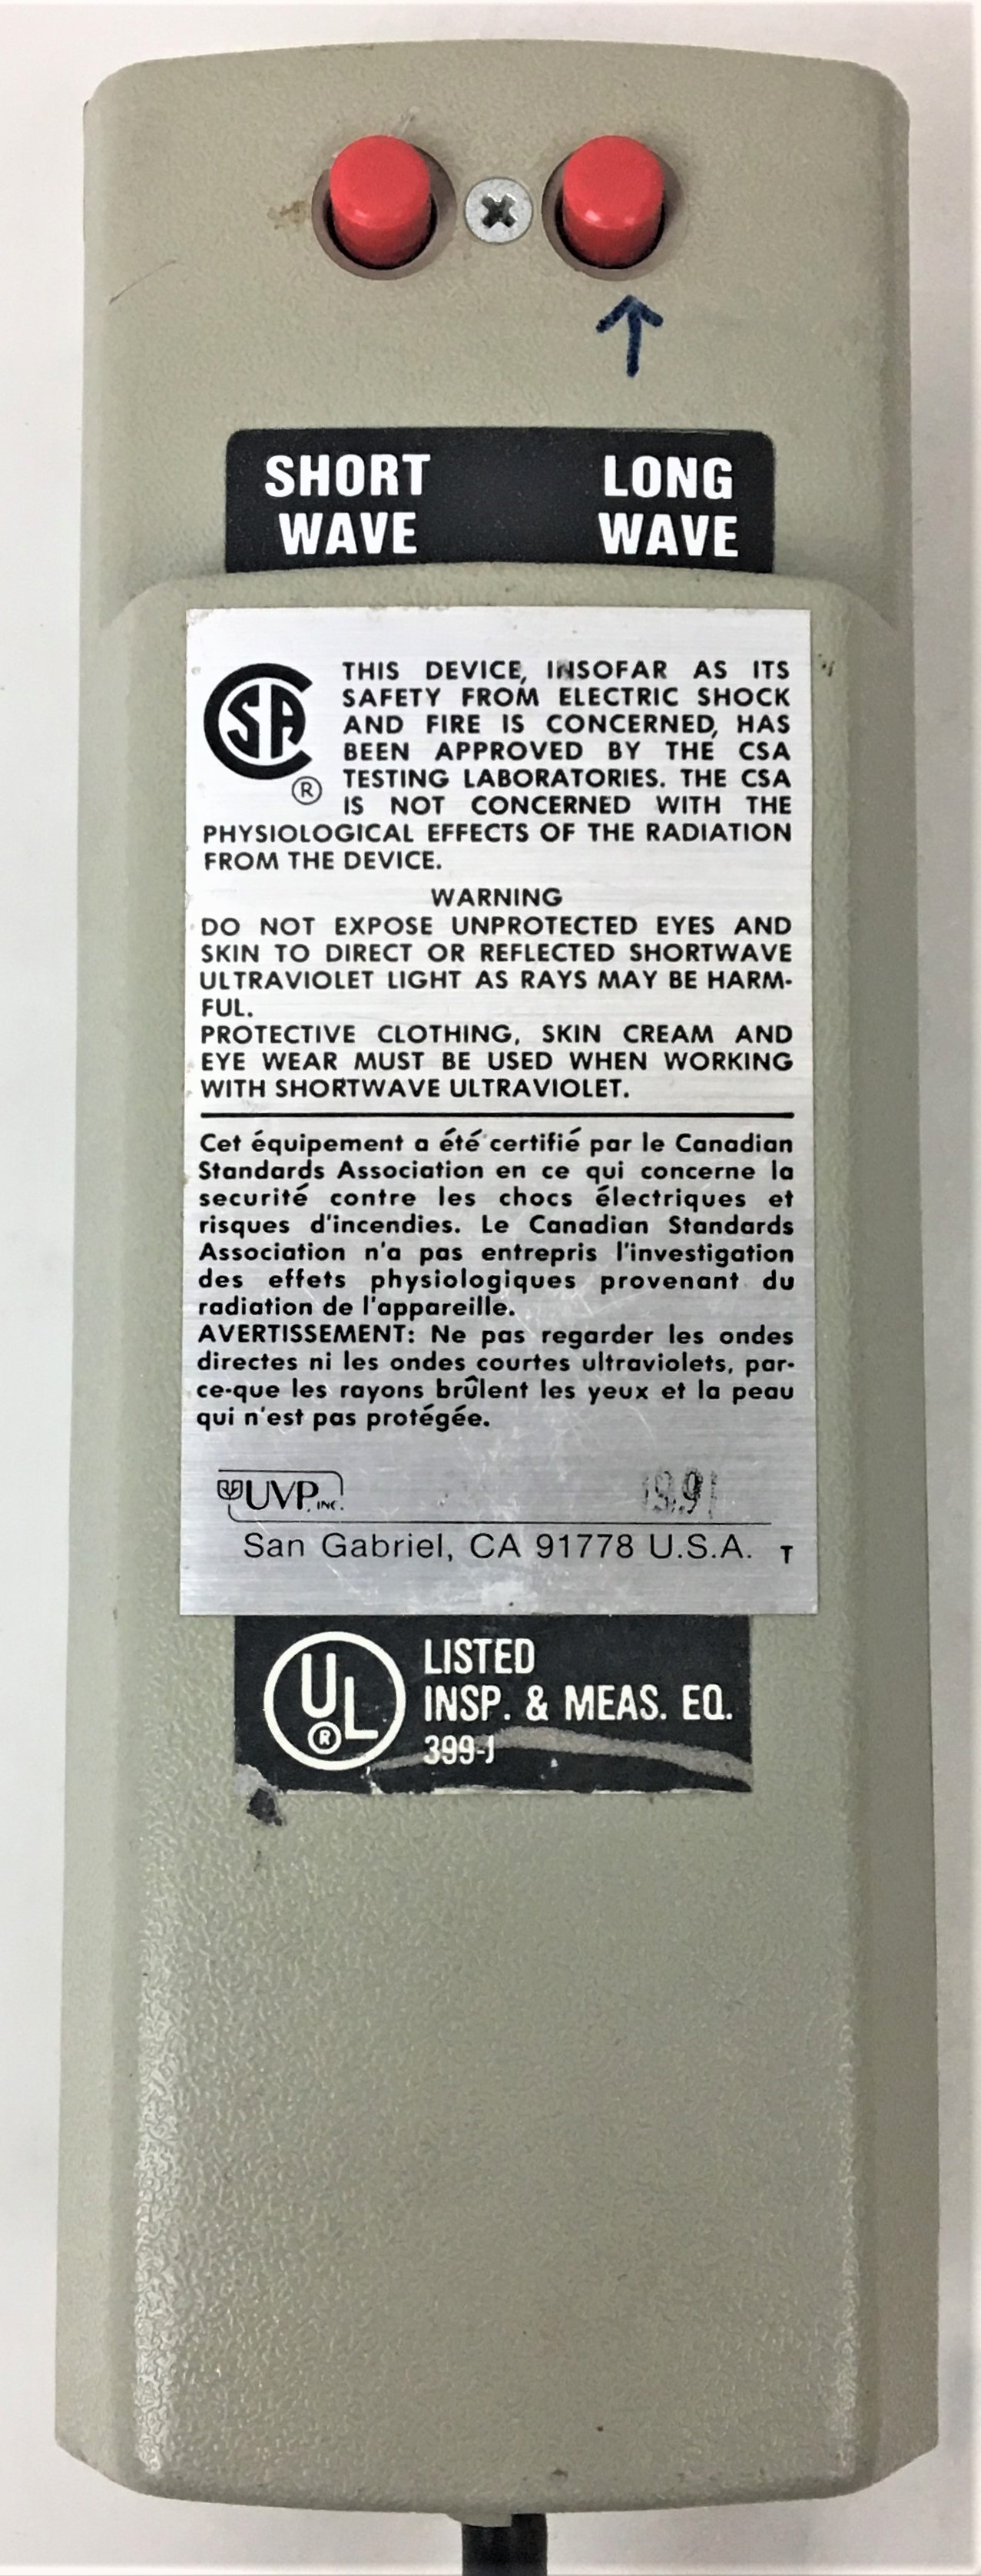 SHORT LONG
WAVE WAVE
THIS DEVICE, INSOFAR AS ITS
SAFETY FROM ELECTRIC SHOCK
AND FIRE IS CONCERNED, HAS
BEEN APPROVED BY THE CSA
TESTING LABORATORIES. THE CSA
IS NOT CONCERNED WITH THE
PHYSIOLOGICAL EFFECTS OF THE RADIATION
FROM THE DEVICE.
CSA
®
WARNING
DO NOT EXPOSE UNPROTECTED EYES AND
SKIN TO DIRECT OR REFLECTED SHORTWAVE
ULTRAVIOLET LIGHT AS RAYS MAY BE HARM-
FUL.
PROTECTIVE CLOTHING, SKIN CREAM AND
EYE WEAR MUST BE USED WHEN WORKING
WITH SHORTWAVE ULTRAVIOLET.
Cet équipement a été certifié par le Canadian
Standards Association en ce qui concerne la
securité contre les chocs électriques et
risques d'incendies. Le Canadian Standards
Association n'a pas entrepris l'investigation
des effets physiologiques provenant du
radiation de l'appareille.
AVERTISSEMENT: Ne pas regarder les ondes
directes ni les ondes courtes ultraviolets, par-
ce-que les rayons brûlent les yeux et la peau
qui n'est pas protégée.
UVP, INC.
San Gabriel, CA 91778 U.S.A. T
UL ®
LISTED
INSP. & MEAS. EQ.
399-J